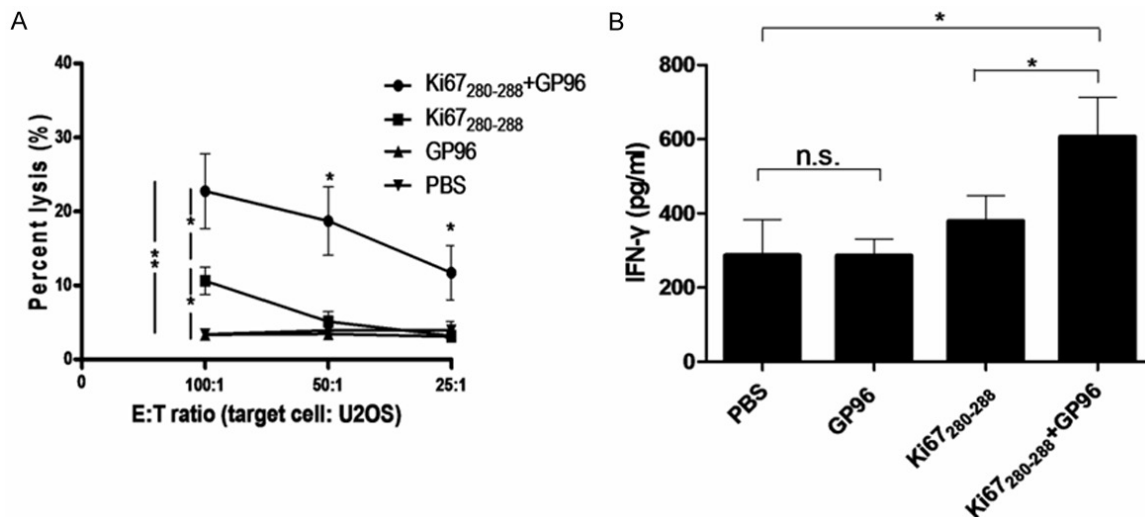 A
40
30
20
10
0
Percent lysis (%)
Ki67280-288+GP96
Ki67280-288
GP96
PBS
**
*
*
*
*
0
100:1
50:1
25:1
E:T ratio (target cell: U2OS)
B
*
*
n.s.
800
600
400
200
0
IFN-γ (pg/ml)
PBS
GP96
Ki67280-288
Ki67280-288+GP96